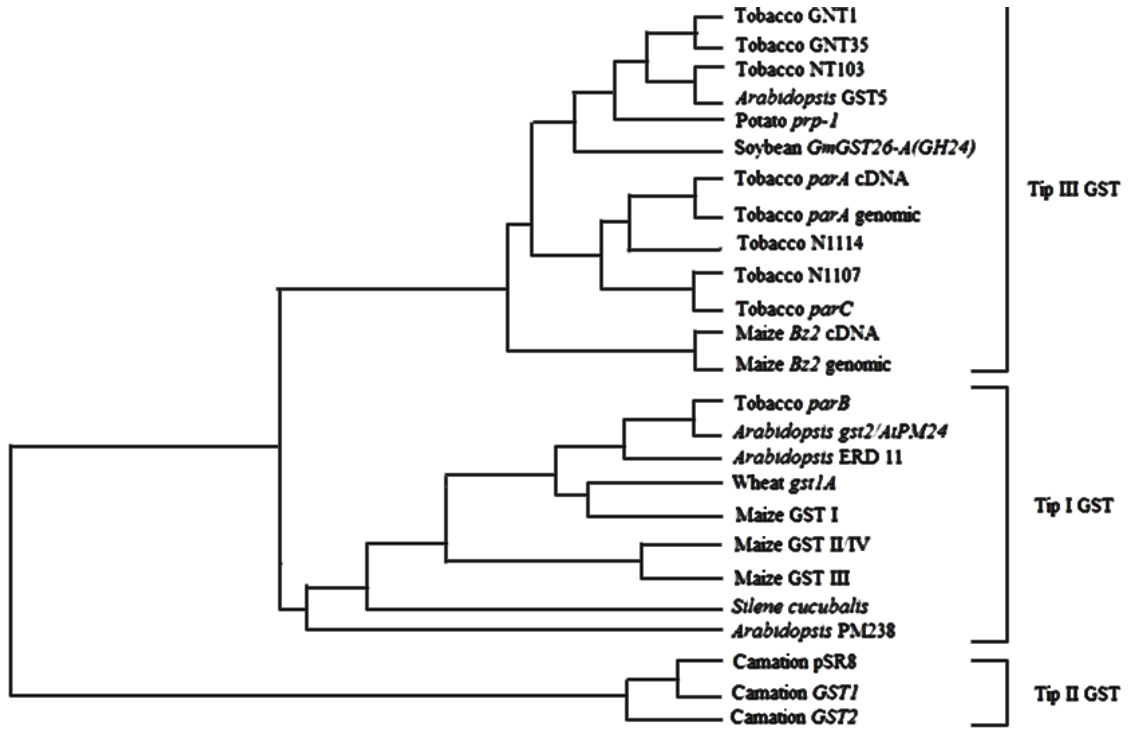 Tobacco GNT1
Tobacco GNT35
Tobacco NT103
Arabidopsis GST5
Potato prp-1
Soybean GmGST26-A(GH24)
Tobacco parA cDNA
Tobacco parA genomic
Tobacco N1114
Tobacco N1107
Tobacco parC
Maize Bz2 cDNA
Maize Bz2 genomic
Tip III GST
Tobacco parB
Arabidopsis gst2/AtPM24
Arabidopsis ERD 11
Wheat gst1A
Maize GST I
Maize GST II/IV
Maize GST III
Silene cucubalis
Arabidopsis PM238
Tip I GST
Camation pSR8
Camation GST1
Camation GST2
Tip II GST